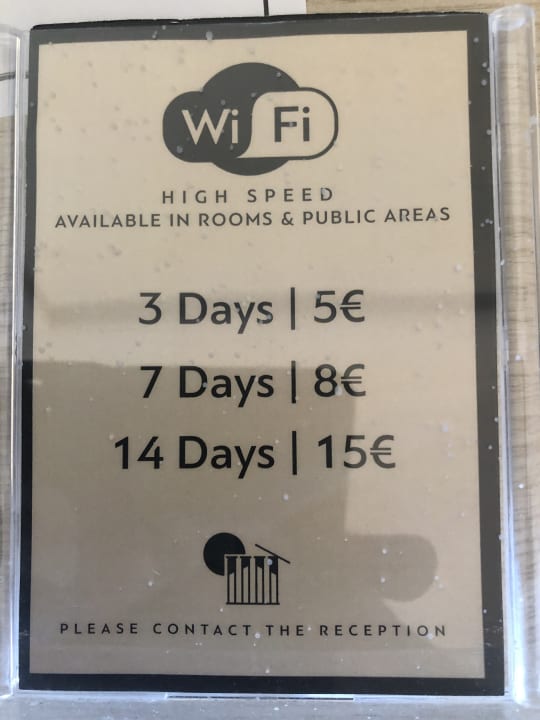 Wi Fi
HIGH SPEED
AVAILABLE IN ROOMS & PUBLIC AREAS
3 Days | 5€
7 Days | 8€
14 Days | 15€
PLEASE CONTACT THE RECEPTION